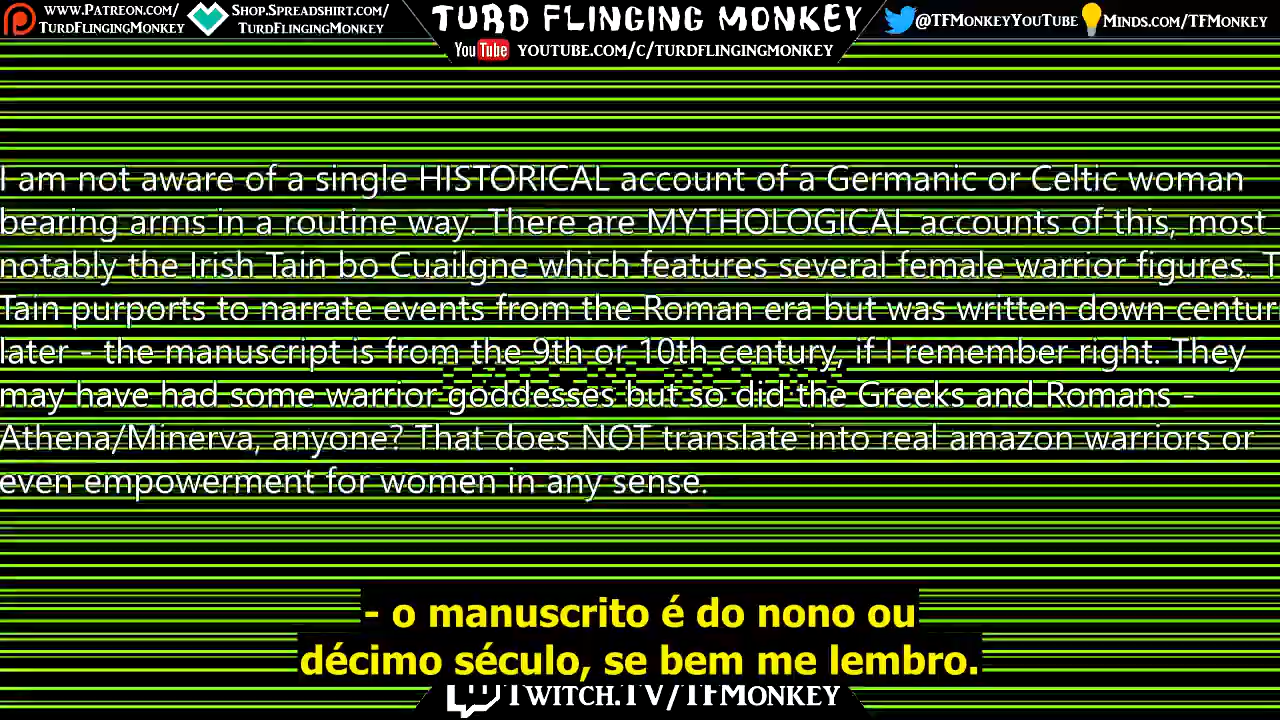 www.Patreon.com/
TurdFlingingMonkey
Shop.Spreadshirt.com/
TurdFlingingMonkey
TURD FLINGING MONKEY
YouTube youtube.com/c/turdflingingmonkey
@TFMonkeyYouTube
Minds.com/TFMonkey
I am not aware of a single HISTORICAL account of a Germanic or Celtic woman
bearing arms in a routine way. There are MYTHOLOGICAL accounts of this, most
notably the Irish Tain bo Cuailgne which features several female warrior figures. T
Tain purports to narrate events from the Roman era but was written down centur
later - the manuscript is from the 9th or 10th century, if I remember right. They
may have had some warrior goddesses but so did the Greeks and Romans -
Athena/Minerva, anyone? That does NOT translate into real amazon warriors or
even empowerment for women in any sense.
- o manuscrito é do nono ou
décimo século, se bem me lembro.
Twitch.TV/TFMonkey